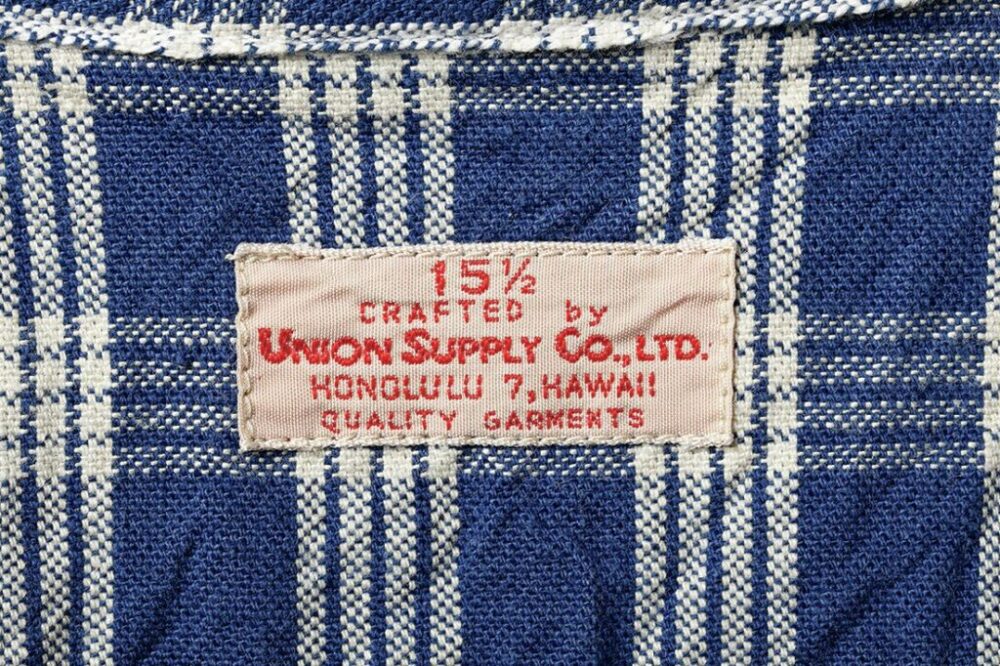 15½
CRAFTED by
UNION SUPPLY CO., LTD.
HONOLULU 7, HAWAII
QUALITY GARMENTS